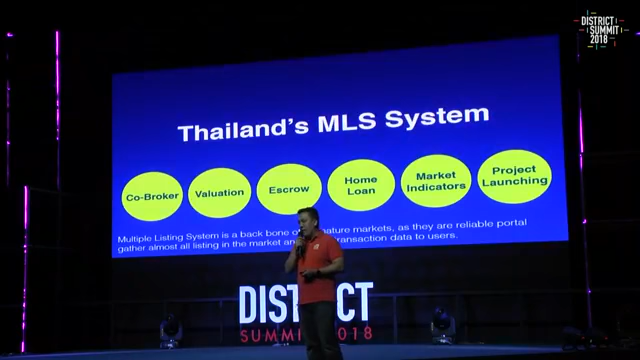 DISTRICT
SUMMIT
2018
Thailand's MLS System
Co-Broker
Valuation
Escrow
Home
Loan
Market
Indicators
Project
Launching
Multiple Listing System is a back bone of mature markets, as they are reliable portal
gather almost all listing in the market and transaction data to users.
DISTRICT
SUMMIT 2018